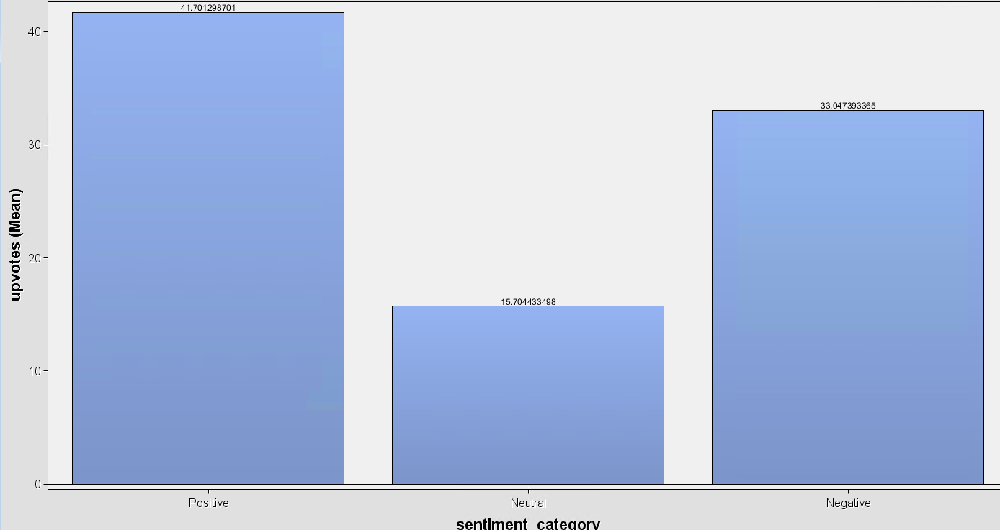 41.701298701
40
33.047393365
30
upvotes (Mean)
20
15.704433498
10
0
Positive Neutral Negative
sentiment_category